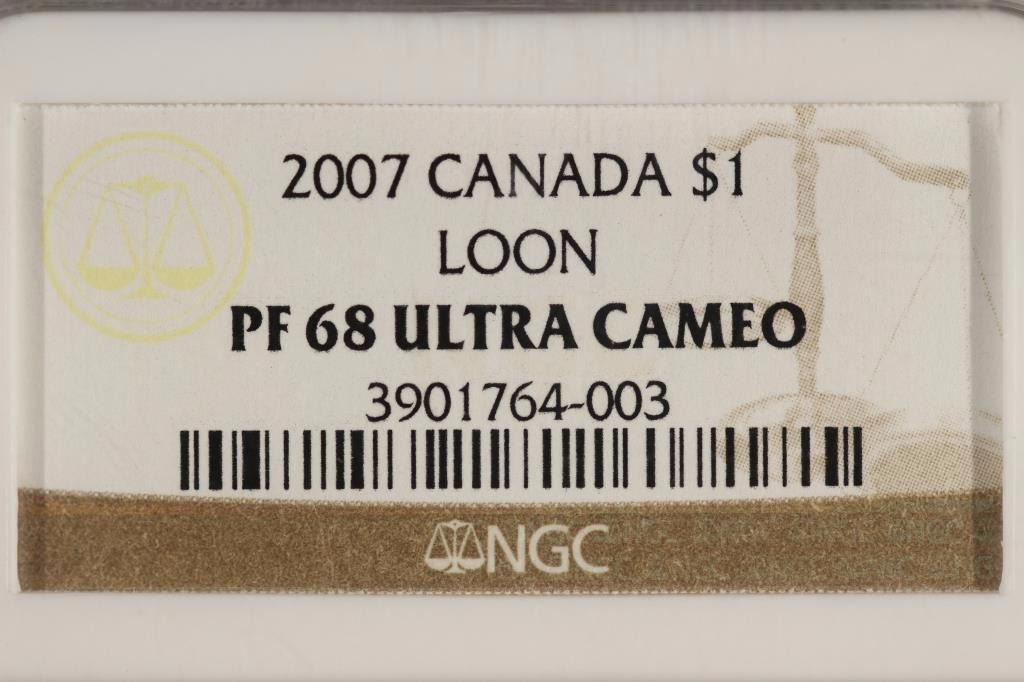 2007 CANADA $1
LOON
PF 68 ULTRA CAMEO
3901764-003
NGC